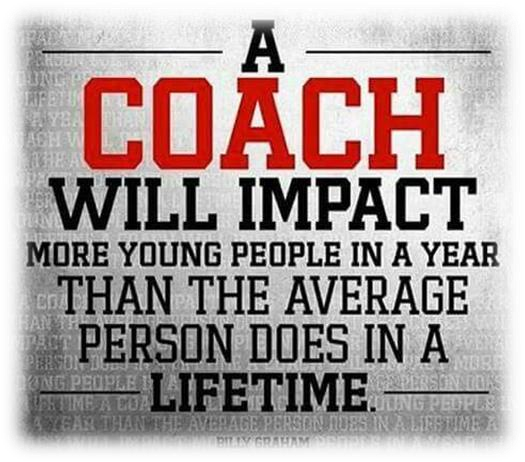 A
COACH
WILL IMPACT
MORE YOUNG PEOPLE IN A YEAR
THAN THE AVERAGE
PERSON DOES IN A
LIFETIME.
BILLY GRAHAM